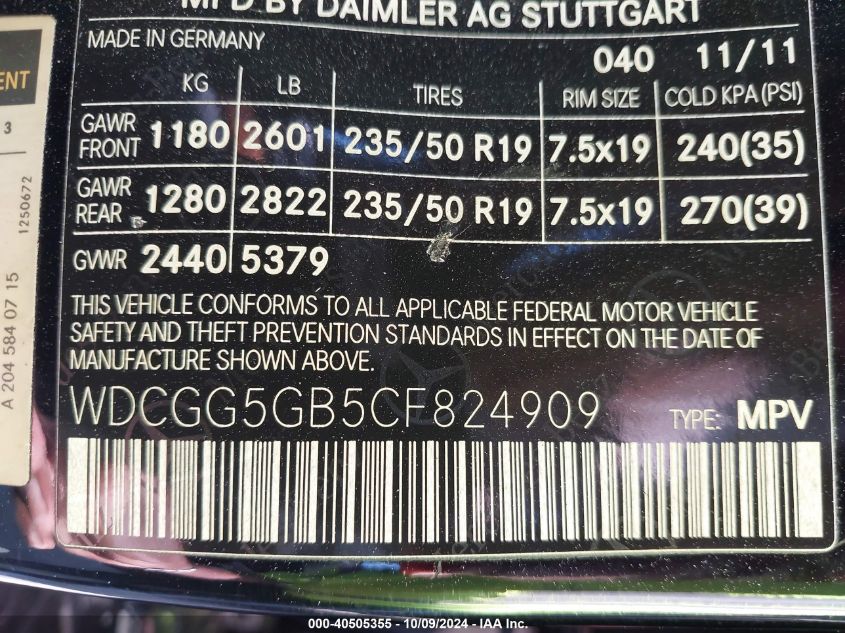 MFD BY DAIMLER AG STUTTGART
MADE IN GERMANY 040 11/11
KG LB TIRES RIM SIZE COLD KPA (PSI)
GAWR FRONT 1180 2601 235/50 R19 7.5x19 240(35)
GAWR REAR 1280 2822 235/50 R19 7.5x19 270(39)
GVWR 2440 5379
THIS VEHICLE CONFORMS TO ALL APPLICABLE FEDERAL MOTOR VEHICLE
SAFETY AND THEFT PREVENTION STANDARDS IN EFFECT ON THE DATE OF
MANUFACTURE SHOWN ABOVE.
WDCGG5GB5CF824909 TYPE: MPV
3
1250672
A 204 584 07 15
000-40505355 - 10/09/2024 - IAA Inc.